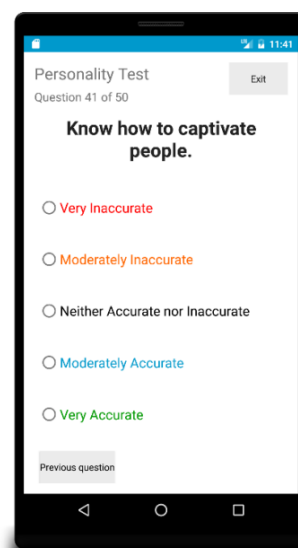 11:41
Personality Test
Exit
Question 41 of 50
Know how to captivate
people.
Very Inaccurate
Moderately Inaccurate
Neither Accurate nor Inaccurate
Moderately Accurate
Very Accurate
Previous question